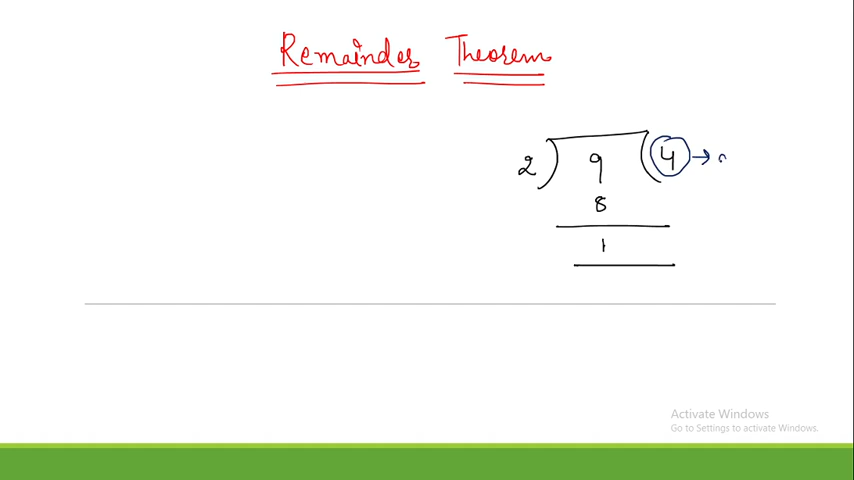 Remainder Theorem
2 ) 9 ( 4 →
8
1
Activate Windows
Go to Settings to activate Windows.